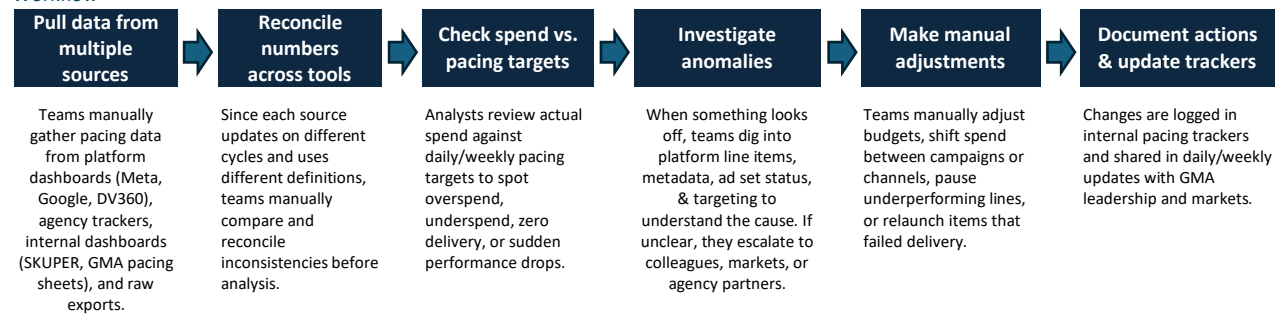 Pull data from
multiple
sources
Reconcile
numbers
across tools
Check spend vs.
pacing targets
Investigate
anomalies
Make manual
adjustments
Document actions
& update trackers
Teams manually
gather pacing data
from platform
dashboards (Meta,
Google, DV360),
agency trackers,
internal dashboards
(SKUPER, GMA pacing
sheets), and raw
exports.
Since each source
updates on different
cycles and uses
different definitions,
teams manually
compare and
reconcile
inconsistencies before
analysis.
Analysts review actual
spend against
daily/weekly pacing
targets to spot
overspend,
underspend, zero
delivery, or sudden
performance drops.
When something looks
off, teams dig into
platform line items,
metadata, ad set status,
& targeting to
understand the cause. If
unclear, they escalate to
colleagues, markets, or
agency partners.
Teams manually adjust
budgets, shift spend
between campaigns or
channels, pause
underperforming lines,
or relaunch items that
failed delivery.
Changes are logged in
internal pacing trackers
and shared in daily/weekly
updates with GMA
leadership and markets.